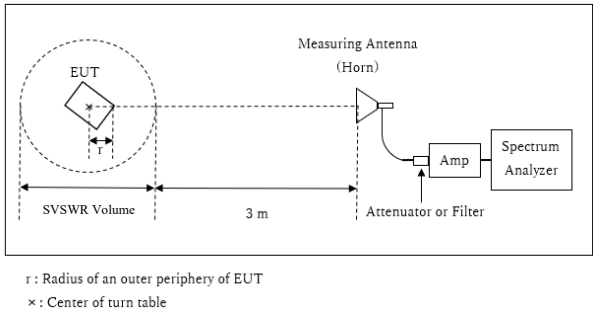 Measuring Antenna
(Horn)
EUT
r
Amp
Spectrum
Analyzer
SVSWR Volume
3 m
Attenuator or Filter
r : Radius of an outer periphery of EUT
× : Center of turn table